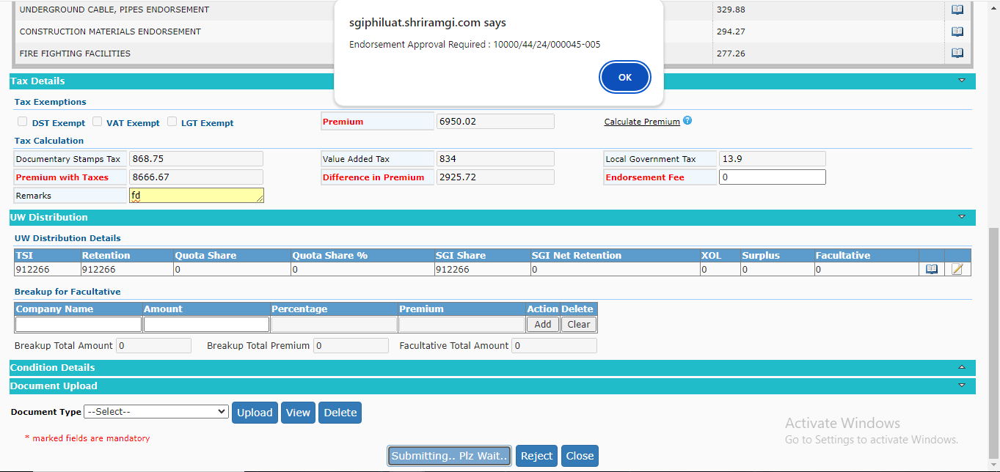 UNDERGROUND CABLE, PIPES ENDORSEMENT 329.88
CONSTRUCTION MATERIALS ENDORSEMENT 294.27
FIRE FIGHTING FACILITIES 277.26
sgiphiluat.shriramgi.com says
Endorsement Approval Required : 10000/44/24/000045-005
OK
Tax Details
Tax Exemptions
DST Exempt VAT Exempt LGT Exempt Premium 6950.02 Calculate Premium ?
Tax Calculation
Documentary Stamps Tax 868.75 Value Added Tax 834 Local Government Tax 13.9
Premium with Taxes 8666.67 Difference in Premium 2925.72 Endorsement Fee 0
Remarks fd
UW Distribution
UW Distribution Details
TSI Retention Quota Share Quota Share % SGI Share SGI Net Retention XOL Surplus Facultative
912266 912266 0 0 912266 0 0 0 0
Breakup for Facultative
Company Name Amount Percentage Premium Action Delete
Add Clear
Breakup Total Amount 0 Breakup Total Premium 0 Facultative Total Amount 0
Condition Details
Document Upload
Document Type --Select-- Upload View Delete
* marked fields are mandatory
Activate Windows
Go to Settings to activate Windows.
Submitting.. Plz Wait.. Reject Close